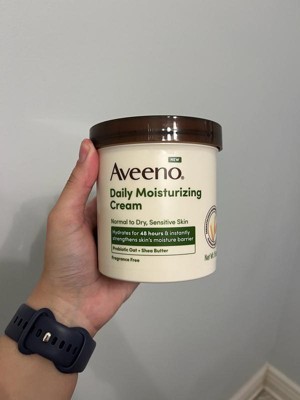 NEW
Aveeno®
Daily Moisturizing
Cream
Normal to Dry, Sensitive Skin
Hydrates for 48 hours & instantly
strengthens skin's moisture barrier
Prebiotic Oat + Shea Butter
Fragrance Free
Net